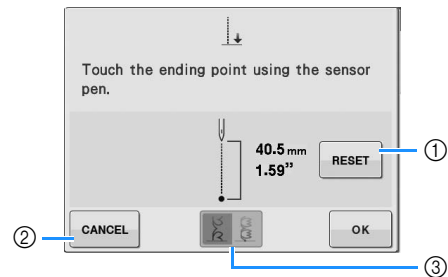 Touch the ending point using the sensor
pen.
40.5 mm
1.59”
RESET
①
CANCEL
OK
②
③